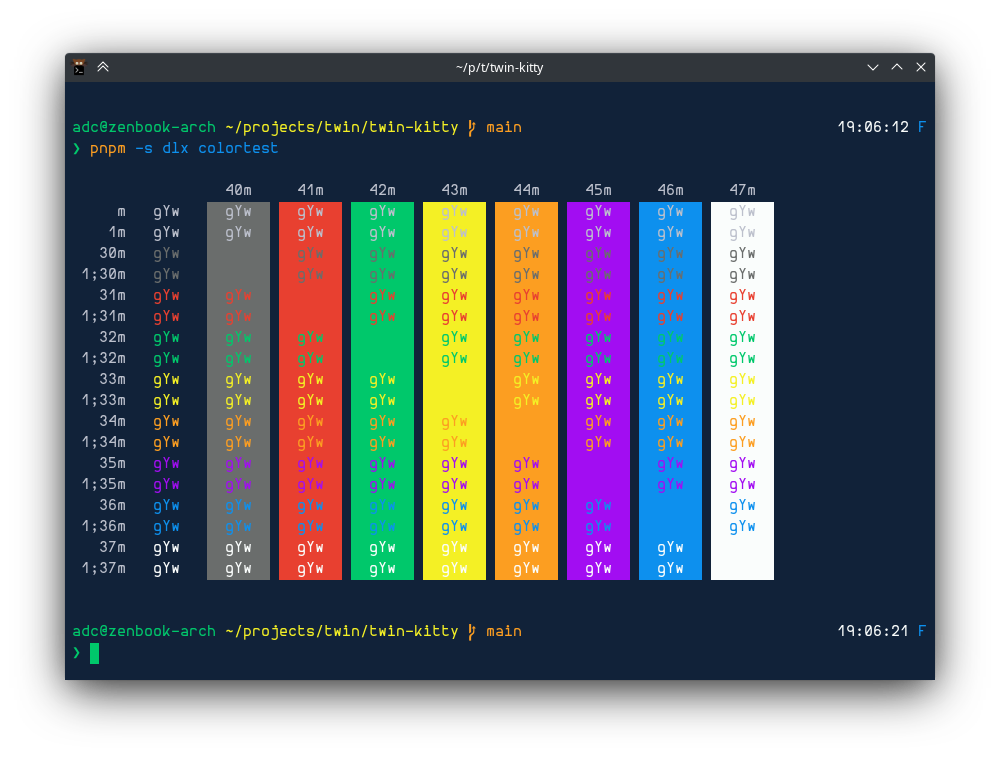 ~/p/t/twin-kitty
adc@zenbook-arch ~/projects/twin/twin-kitty main 19:06:12 F
❯ pnpm -s dlx colortest
40m 41m 42m 43m 44m 45m 46m 47m
m gYw gYw gYw gYw gYw gYw gYw gYw gYw
1m gYw gYw gYw gYw gYw gYw gYw gYw gYw
30m gYw gYw gYw gYw gYw gYw gYw gYw
1;30m gYw gYw gYw gYw gYw gYw gYw gYw
31m gYw gYw gYw gYw gYw gYw gYw gYw
1;31m gYw gYw gYw gYw gYw gYw gYw gYw
32m gYw gYw gYw gYw gYw gYw gYw gYw
1;32m gYw gYw gYw gYw gYw gYw gYw gYw
33m gYw gYw gYw gYw gYw gYw gYw gYw
1;33m gYw gYw gYw gYw gYw gYw gYw gYw
34m gYw gYw gYw gYw gYw gYw gYw gYw
1;34m gYw gYw gYw gYw gYw gYw gYw gYw
35m gYw gYw gYw gYw gYw gYw gYw gYw
1;35m gYw gYw gYw gYw gYw gYw gYw gYw
36m gYw gYw gYw gYw gYw gYw gYw gYw
1;36m gYw gYw gYw gYw gYw gYw gYw gYw
37m gYw gYw gYw gYw gYw gYw gYw gYw
1;37m gYw gYw gYw gYw gYw gYw gYw gYw
adc@zenbook-arch ~/projects/twin/twin-kitty main 19:06:21 F
❯